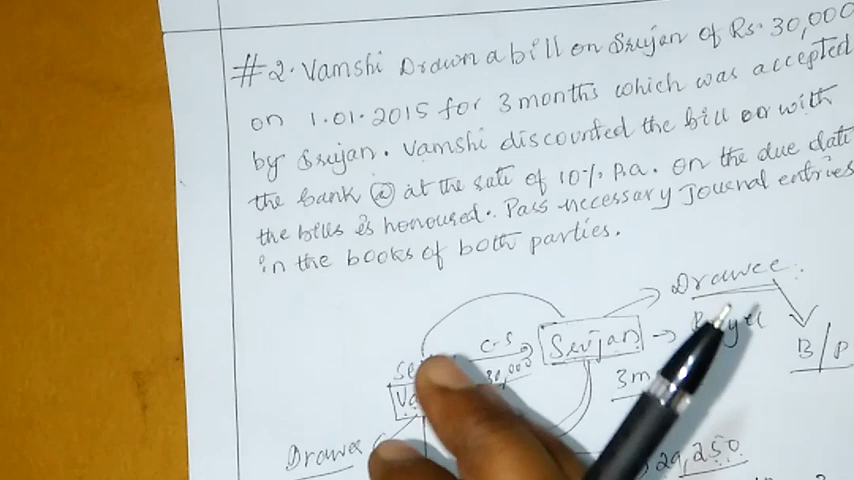 #2. Vamshi Drawn a bill on Srujan of Rs. 30,000
on 1.01.2015 for 3 months which was accepted
by Srujan. Vamshi discounted the bill with
the bank @ at the rate of 10% p.a. on the due date
the bills is honoured. Pass necessary Journal entries
in the books of both parties.
Drawee
C.S
Srujan
B/P
30,000
3m
Drawer
29,250